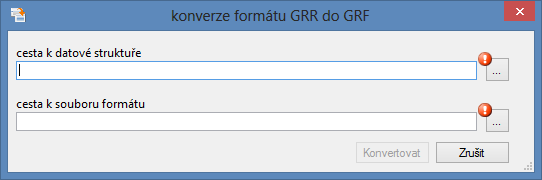 konverze formátu GRR do GRF
cesta k datové struktuře
...
cesta k souboru formátu
...
Konvertovat Zrušit